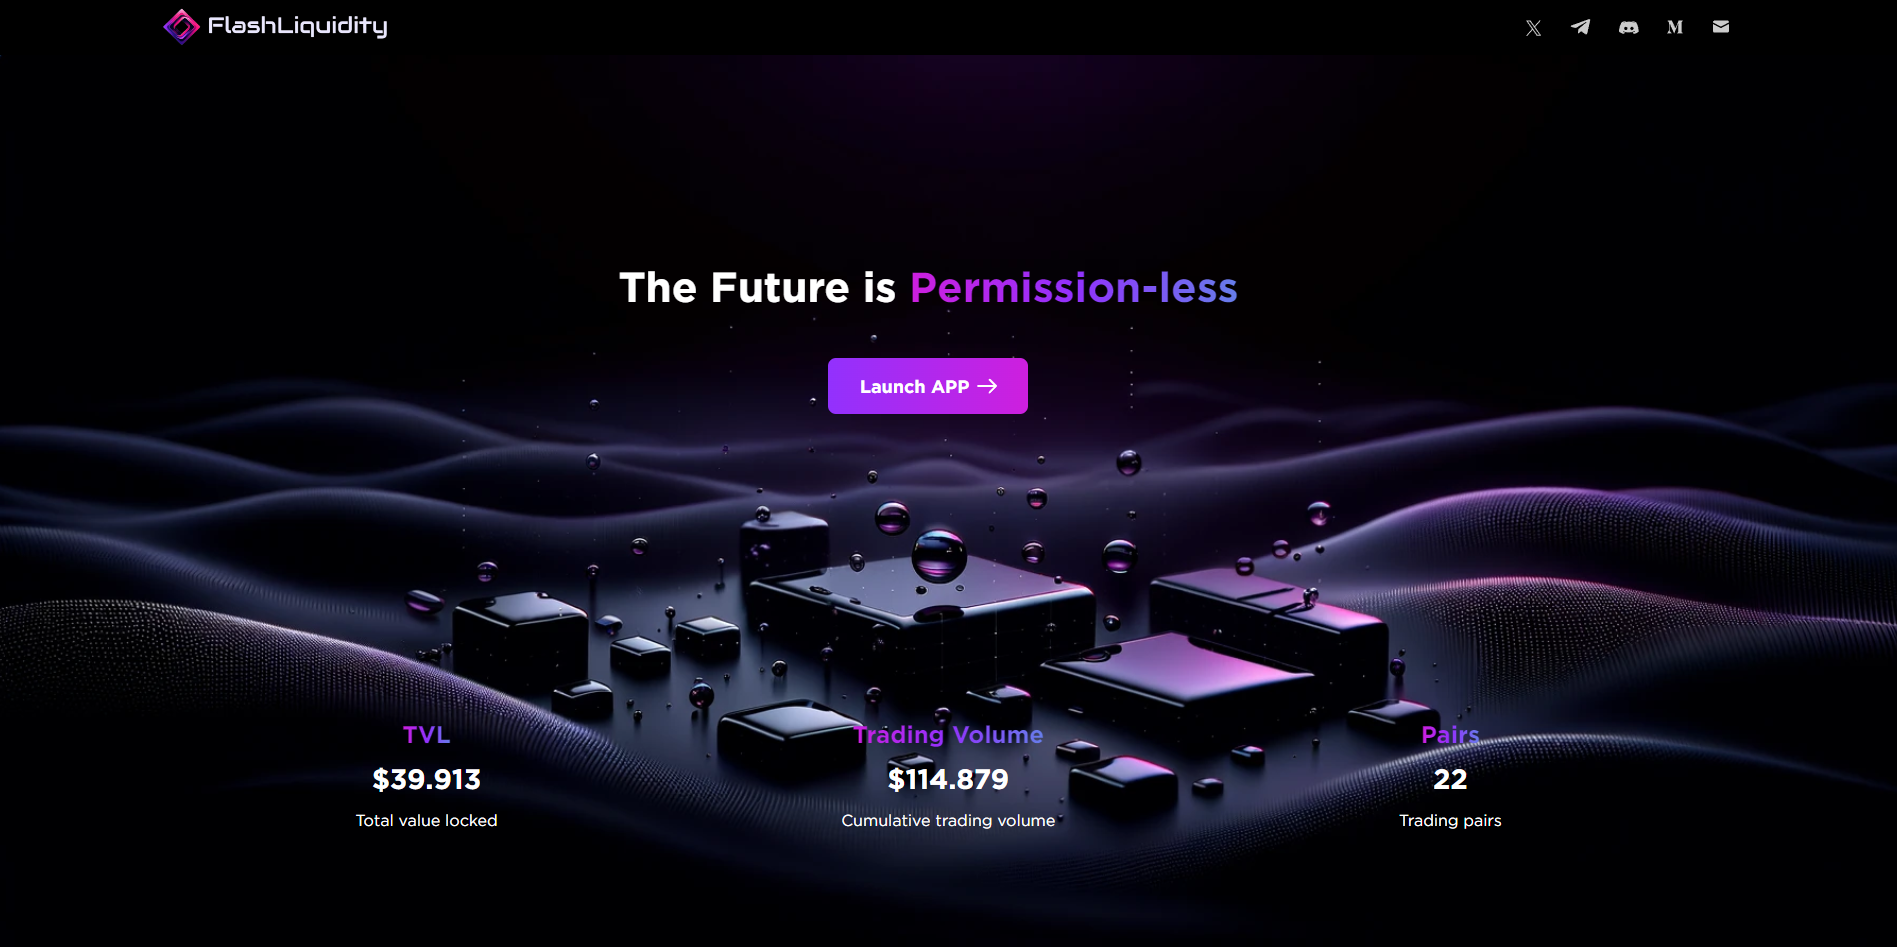 FlashLiquidity
The Future is Permission-less
Launch APP →
TVL
$39.913
Total value locked
Trading Volume
$114.879
Cumulative trading volume
Pairs
22
Trading pairs